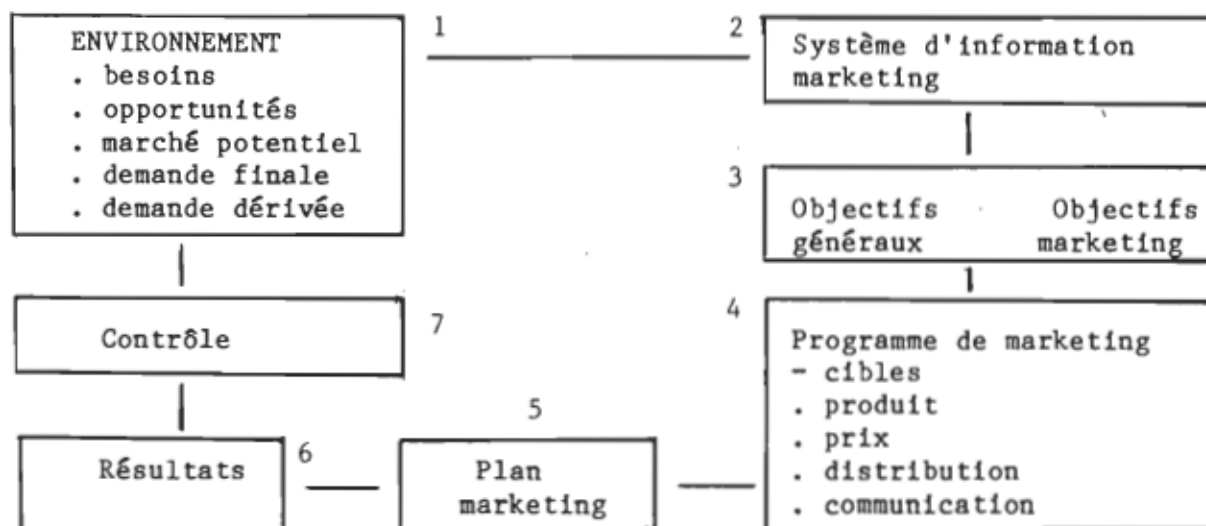 1
ENVIRONNEMENT
. besoins
. opportunités
. marché potentiel
. demande finale
. demande dérivée
2
Système d'information
marketing
3
Objectifs Objectifs
généraux marketing
4
Programme de marketing
- cibles
. produit
. prix
. distribution
. communication
5
Plan
marketing
6
Résultats
7
Contrôle